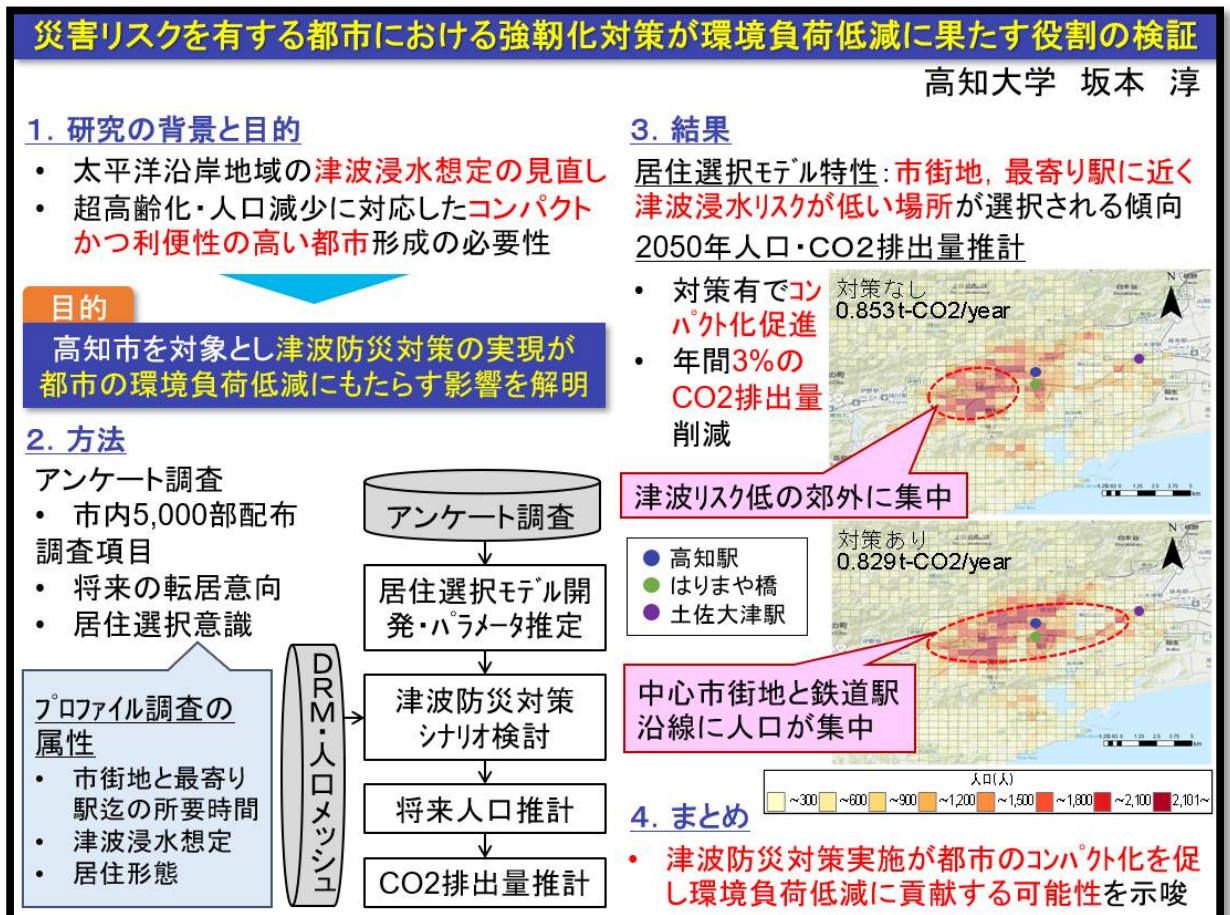 災害リスクを有する都市における強靭化対策が環境負荷低減に果たす役割の検証
高知大学 坂本 淳
1. 研究の背景と目的
• 太平洋沿岸地域の津波浸水想定の見直し
• 超高齢化・人口減少に対応したコンパクト
かつ利便性の高い都市形成の必要性
目的
高知市を対象とし津波防災対策の実現が
都市の環境負荷低減にもたらす影響を解明
2. 方法
アンケート調査
• 市内5,000部配布
調査項目
• 将来の転居意向
• 居住選択意識
プロファイル調査の
属性
• 市街地と最寄り
駅迄の所要時間
• 津波浸水想定
• 居住形態
アンケート調査
居住選択モデル開
発・パラメータ推定
DRM・人口メッシュ
津波防災対策
シナリオ検討
将来人口推計
CO2排出量推計
3. 結果
居住選択モデル特性:市街地,最寄り駅に近く
津波浸水リスクが低い場所が選択される傾向
2050年人口・CO2排出量推計
• 対策有でコン
パクト化促進
• 年間3%の
CO2排出量
削減
対策なし
0.853t-CO2/year
N
津波リスク低の郊外に集中
高知駅
はりまや橋
土佐大津駅
対策あり
0.829t-CO2/year
N
中心市街地と鉄道駅
沿線に人口が集中
人口(人)
~300 ~600 ~900 ~1,200 ~1,500 ~1,800 ~2,100 2,101~
4. まとめ
• 津波防災対策実施が都市のコンパクト化を促
し環境負荷低減に貢献する可能性を示唆